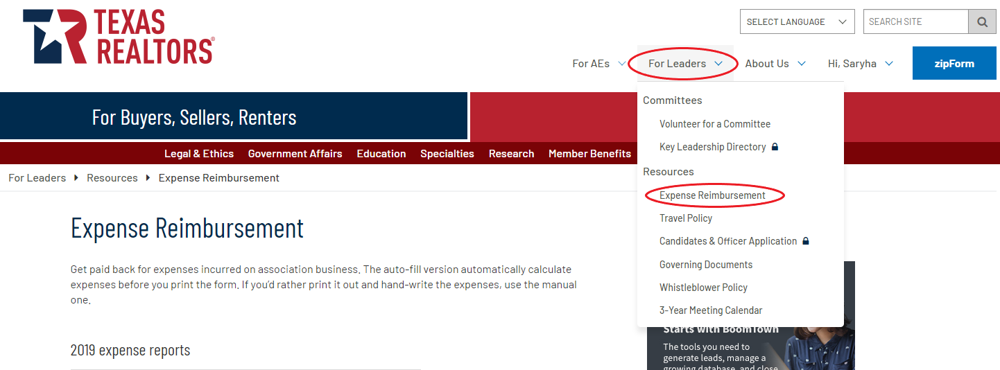 TEXAS
REALTORS®
SELECT LANGUAGE
SEARCH SITE
For AEs
For Leaders
About Us
Hi, Saryha
zipForm
Committees
Volunteer for a Committee
Key Leadership Directory
Resources
Expense Reimbursement
Travel Policy
Candidates & Officer Application
Governing Documents
Whistleblower Policy
3-Year Meeting Calendar
For Buyers, Sellers, Renters
Legal & Ethics
Government Affairs
Education
Specialties
Research
Member Benefits
For Leaders
Resources
Expense Reimbursement
Expense Reimbursement
Get paid back for expenses incurred on association business. The auto-fill version automatically calculate
expenses before you print the form. If you’d rather print it out and hand-write the expenses, use the manual
one.
2019 expense reports
Starts with BoomTown
The tools you need to
generate leads, manage a
growing database, and close